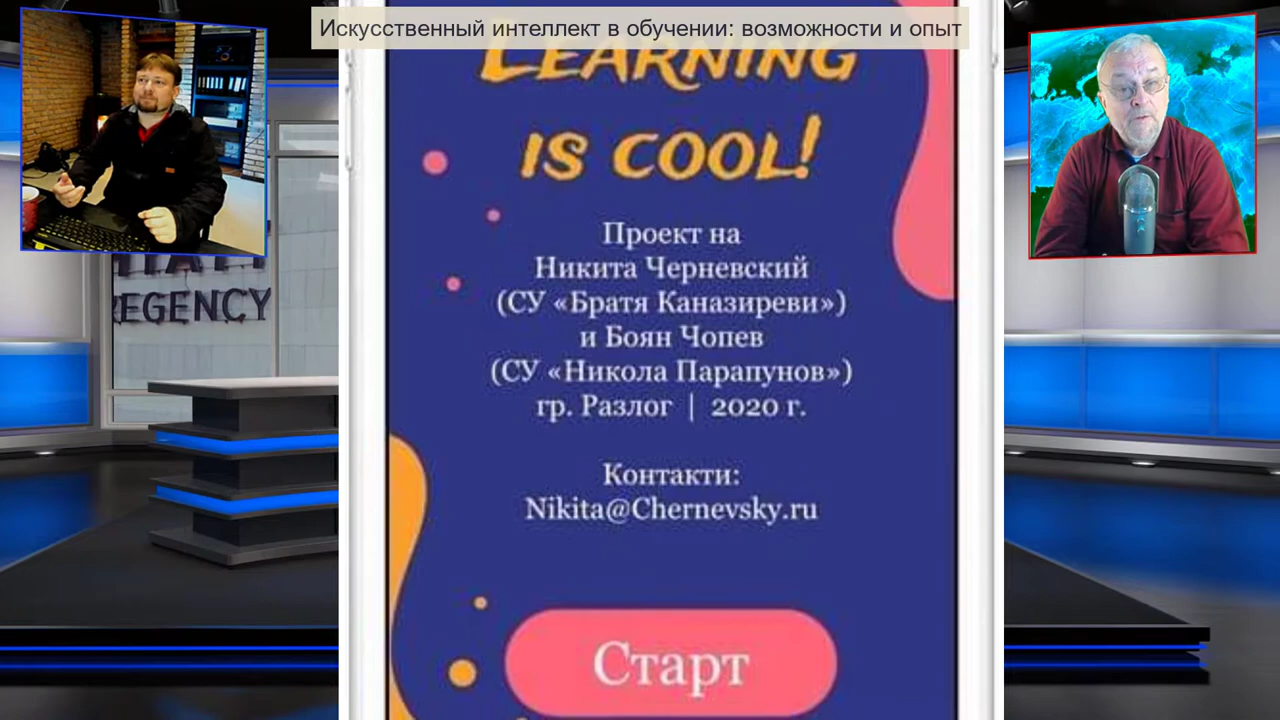 Искусственный интеллект в обучении: возможности и опыт
LEARNING
IS COOL!
Проект на
Никита Черневский
(СУ «Братя Каназиреви»)
и Боян Чопев
(СУ «Никола Парапунов»)
гр. Разлог | 2020 г.
Контакти:
Nikita@Chernevsky.ru
Старт
REGENCY